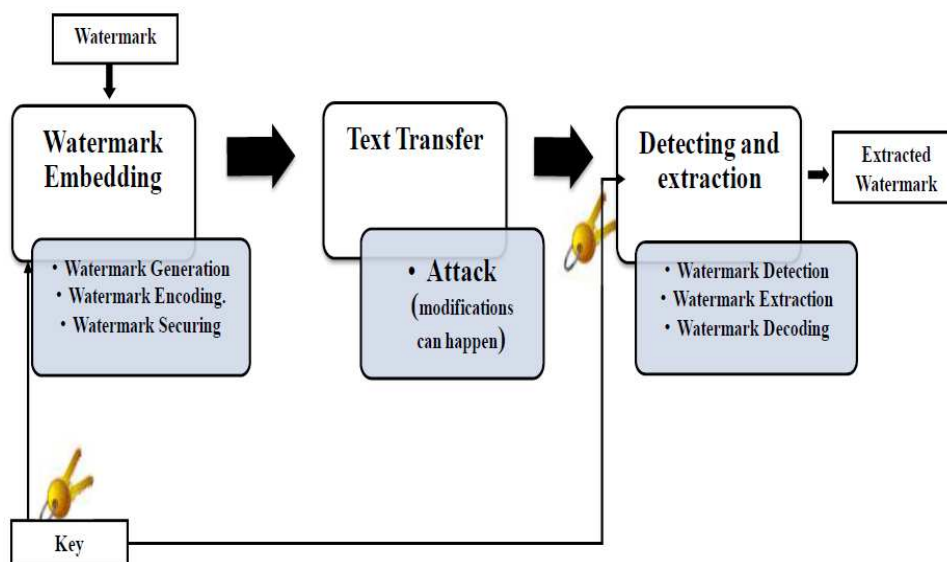 Watermark
Watermark
Embedding
• Watermark Generation
• Watermark Encoding.
• Watermark Securing
Text Transfer
• Attack
(modifications
can happen)
Detecting and
extraction
• Watermark Detection
• Watermark Extraction
• Watermark Decoding
Extracted
Watermark
Key